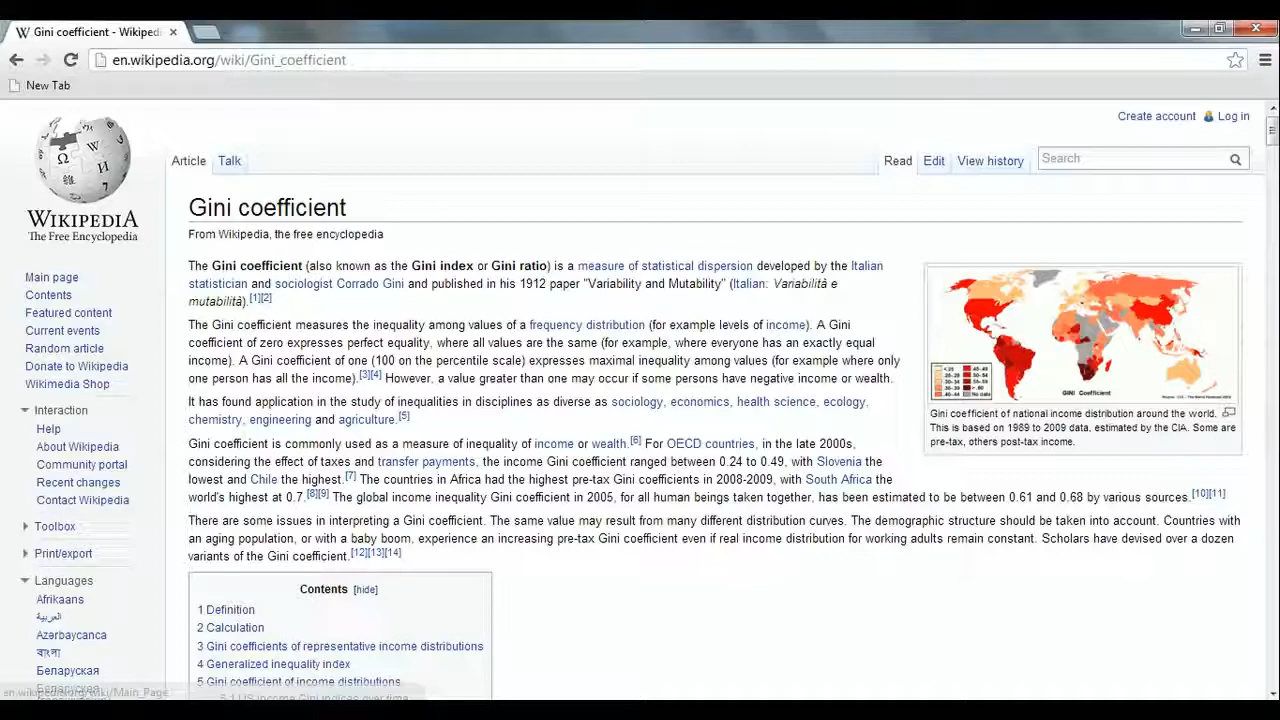 Gini coefficient - Wikipedi
en.wikipedia.org/wiki/Gini_coefficient
New Tab
Create account Log in
WIKIPEDIA
The Free Encyclopedia
Article Talk Read Edit View history Search
Gini coefficient
From Wikipedia, the free encyclopedia
The Gini coefficient (also known as the Gini index or Gini ratio) is a measure of statistical dispersion developed by the Italian
statistician and sociologist Corrado Gini and published in his 1912 paper "Variability and Mutability" (Italian: Variabilità e
mutabilità).[1][2]
The Gini coefficient measures the inequality among values of a frequency distribution (for example levels of income). A Gini
coefficient of zero expresses perfect equality, where all values are the same (for example, where everyone has an exactly equal
income). A Gini coefficient of one (100 on the percentile scale) expresses maximal inequality among values (for example where only
one person has all the income).[3][4] However, a value greater than one may occur if some persons have negative income or wealth.
It has found application in the study of inequalities in disciplines as diverse as sociology, economics, health science, ecology,
chemistry, engineering and agriculture.[5]
Gini coefficient is commonly used as a measure of inequality of income or wealth.[6] For OECD countries, in the late 2000s,
considering the effect of taxes and transfer payments, the income Gini coefficient ranged between 0.24 to 0.49, with Slovenia the
lowest and Chile the highest.[7] The countries in Africa had the highest pre-tax Gini coefficients in 2008-2009, with South Africa the
world's highest at 0.7.[8][9] The global income inequality Gini coefficient in 2005, for all human beings taken together, has been estimated to be between 0.61 and 0.68 by various sources.[10][11]
There are some issues in interpreting a Gini coefficient. The same value may result from many different distribution curves. The demographic structure should be taken into account. Countries with
an aging population, or with a baby boom, experience an increasing pre-tax Gini coefficient even if real income distribution for working adults remain constant. Scholars have devised over a dozen
variants of the Gini coefficient.[12][13][14]
GINI Coefficient
No data
Gini coefficient of national income distribution around the world.
This is based on 1989 to 2009 data, estimated by the CIA. Some are
pre-tax, others post-tax income.
Contents [hide]
1 Definition
2 Calculation
3 Gini coefficients of representative income distributions
4 Generalized inequality index
5 Gini coefficient of income distributions
5.1 US income Gini indices over time
Main page
Contents
Featured content
Current events
Random article
Donate to Wikipedia
Wikimedia Shop
Interaction
Help
About Wikipedia
Community portal
Recent changes
Contact Wikipedia
Toolbox
Print/export
Languages
Afrikaans
العربية
Azərbaycanca
বাংলা
Беларуская
en.wikipedia.org/wiki/Main_Page